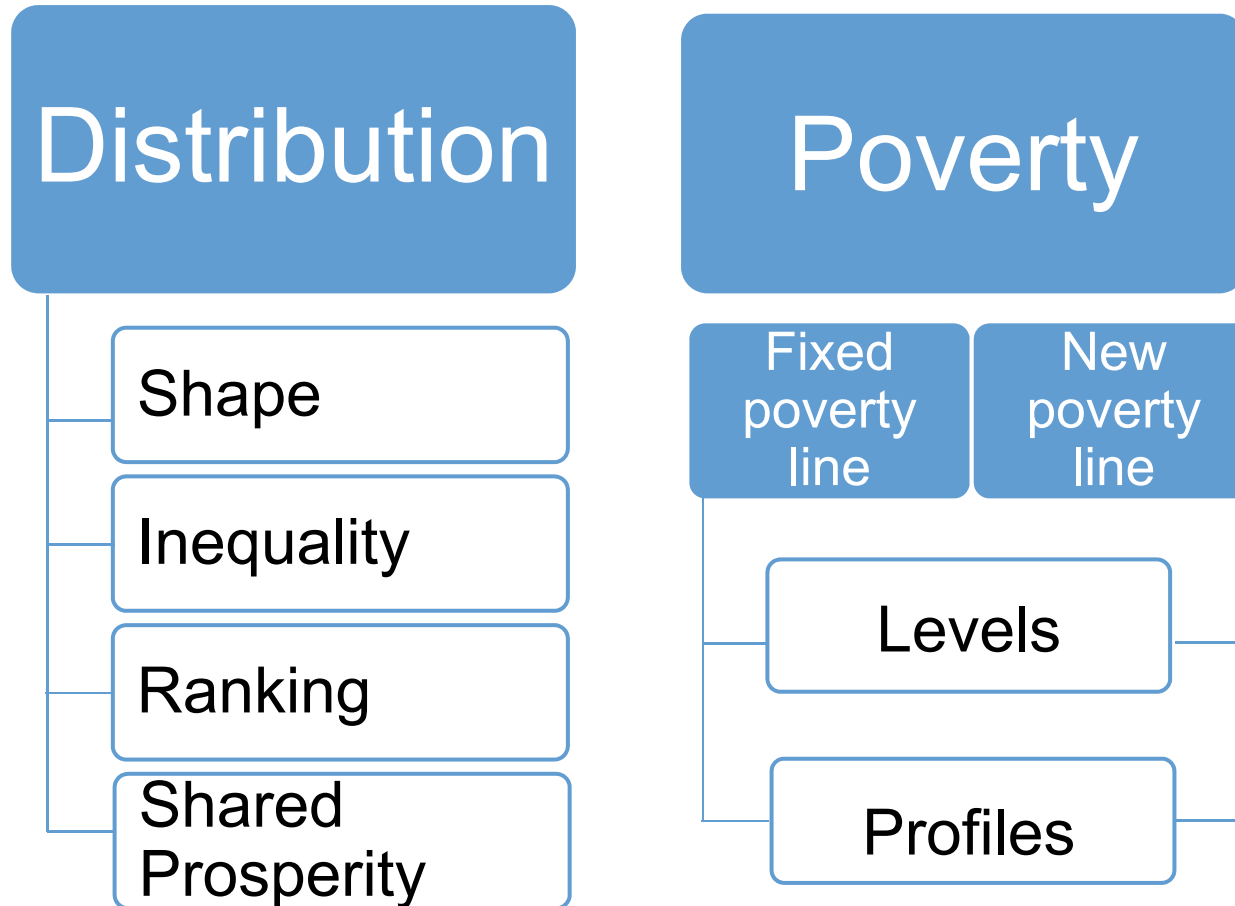 Distribution
Shape
Inequality
Ranking
Shared
Prosperity
Poverty
Fixed
poverty
line
New
poverty
line
Levels
Profiles